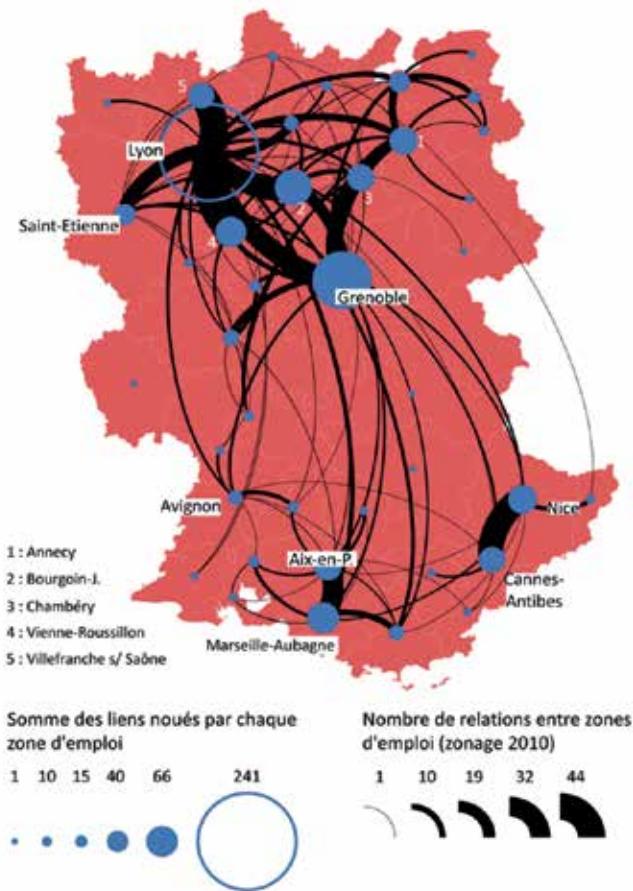 5
Lyon
1
2
3
Saint-Etienne
4
Grenoble
Avignon
Nice
Aix-en-P.
Cannes-
Antibes
Marseille-Aubagne
1 : Annecy
2 : Bourgoin-J.
3 : Chambéry
4 : Vienne-Roussillon
5 : Villefranche s/ Saône
Somme des liens noués par chaque
zone d'emploi
1 10 15 40 66 241
Nombre de relations entre zones
d'emploi (zonage 2010)
1 10 19 32 44